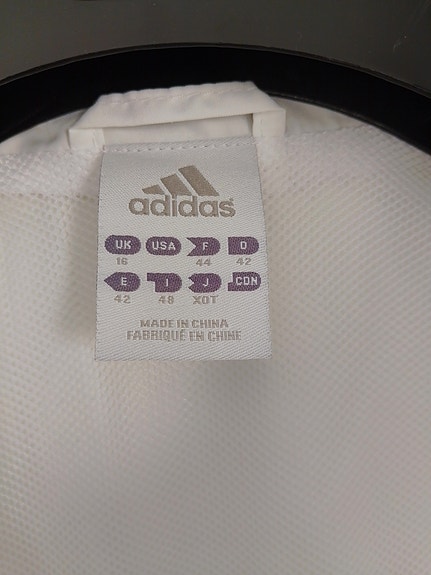 adidas
UK USA F D
16 44 42
E I J CDN
42 48 XOT
MADE IN CHINA
FABRIQUÉ EN CHINE